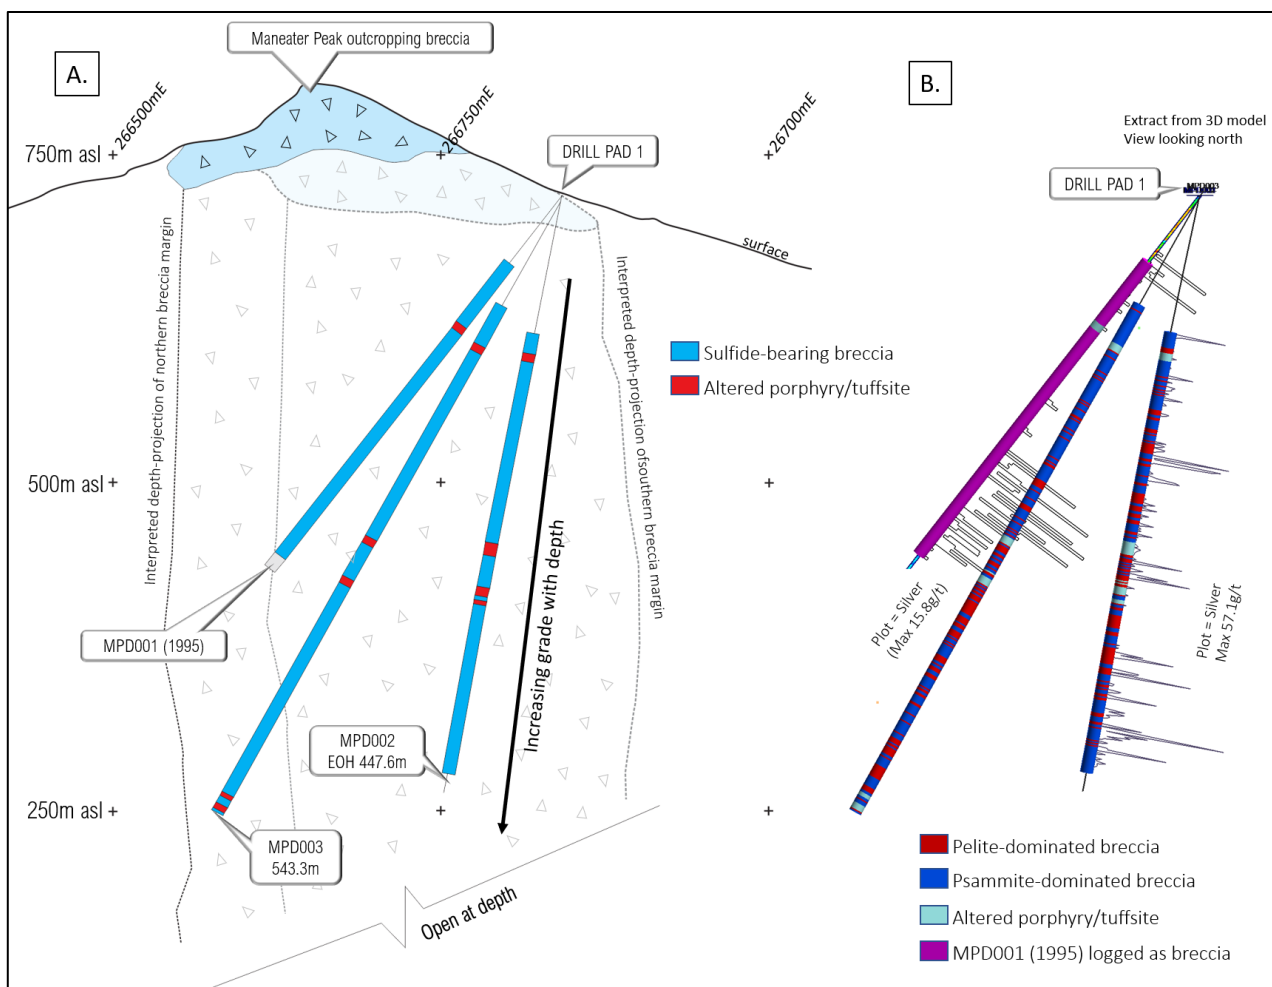 A.
Maneater Peak outcropping breccia
266500mE
266750mE
26700mE
750m asl
DRILL PAD 1
surface
Interpreted depth-projection of northern breccia margin
Interpreted depth-projection ofsouthern breccia margin
Sulfide-bearing breccia
Altered porphyry/tuffsite
500m asl
Increasing grade with depth
MPD001 (1995)
MPD002
EOH 447.6m
250m asl
MPD003
543.3m
Open at depth
B.
Extract from 3D model
View looking north
DRILL PAD 1
MPD003
Plot = Silver
(Max 15.8g/t)
Plot = Silver
Max 57.1g/t
Pelite-dominated breccia
Psammite-dominated breccia
Altered porphyry/tuffsite
MPD001 (1995) logged as breccia